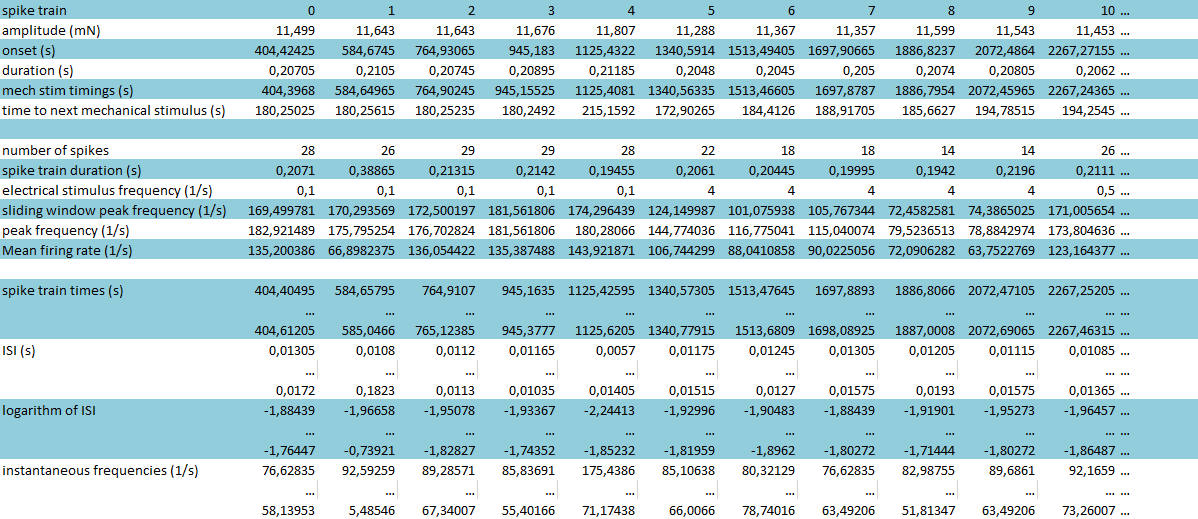 spike train 0 1 2 3 4 5 6 7 8 9 10 ...
amplitude (mN) 11,499 11,643 11,643 11,676 11,807 11,288 11,367 11,357 11,599 11,543 11,453 ...
onset (s) 404,42425 584,6745 764,93065 945,183 1125,4322 1340,5914 1513,49405 1697,90665 1886,8237 2072,4864 2267,27155 ...
duration (s) 0,20705 0,2105 0,20745 0,20895 0,21185 0,2048 0,2045 0,205 0,2074 0,20805 0,2062 ...
mech stim timings (s) 404,3968 584,64965 764,90245 945,15525 1125,4081 1340,56335 1513,46605 1697,8787 1886,7954 2072,45965 2267,24365 ...
time to next mechanical stimulus (s) 180,25025 180,25615 180,25235 180,2492 215,1592 172,90265 184,4126 188,91705 185,6627 194,78515 194,2545 ...
number of spikes 28 26 29 29 28 22 18 18 14 14 26 ...
spike train duration (s) 0,2071 0,38865 0,21315 0,2142 0,19455 0,2061 0,20445 0,19995 0,1942 0,2196 0,2111 ...
electrical stimulus frequency (1/s) 0,1 0,1 0,1 0,1 0,1 4 4 4 4 4 0,5 ...
sliding window peak frequency (1/s) 169,499781 170,293569 172,500197 181,561806 174,296439 124,149987 101,075938 105,767344 72,4582581 74,3865025 171,005654 ...
peak frequency (1/s) 182,921489 175,795254 176,702824 181,561806 180,28066 144,774036 116,775041 115,040074 79,5236513 78,8842974 173,804636 ...
Mean firing rate (1/s) 135,200386 66,8982375 136,054422 135,387488 143,921871 106,744299 88,0410858 90,0225056 72,0906282 63,7522769 123,164377 ...
spike train times (s) 404,40495 584,65795 764,9107 945,1635 1125,42595 1340,57305 1513,47645 1697,8893 1886,8066 2072,47105 2267,25205 ...
... ... ... ... ... ... ... ... ... ... ... ...
404,61205 585,0466 765,12385 945,3777 1125,6205 1340,77915 1513,6809 1698,08925 1887,0008 2072,69065 2267,46315 ...
ISI (s) 0,01305 0,0108 0,0112 0,01165 0,0057 0,01175 0,01245 0,01305 0,01205 0,01115 0,01085 ...
... ... ... ... ... ... ... ... ... ... ... ...
0,0172 0,1823 0,0113 0,01035 0,01405 0,01515 0,0127 0,01575 0,0193 0,01575 0,01365 ...
logarithm of ISI -1,88439 -1,96658 -1,95078 -1,93367 -2,24413 -1,92996 -1,90483 -1,88439 -1,91901 -1,95273 -1,96457 ...
... ... ... ... ... ... ... ... ... ... ... ...
-1,76447 -0,73921 -1,82827 -1,74352 -1,85232 -1,81959 -1,8962 -1,80272 -1,71444 -1,80272 -1,86487 ...
instantaneous frequencies (1/s) 76,62835 92,59259 89,28571 85,83691 175,4386 85,10638 80,32129 76,62835 82,98755 89,6861 92,1659 ...
... ... ... ... ... ... ... ... ... ... ... ...
58,13953 5,48546 67,34007 55,40166 71,17438 66,0066 78,74016 63,49206 51,81347 63,49206 73,26007 ...